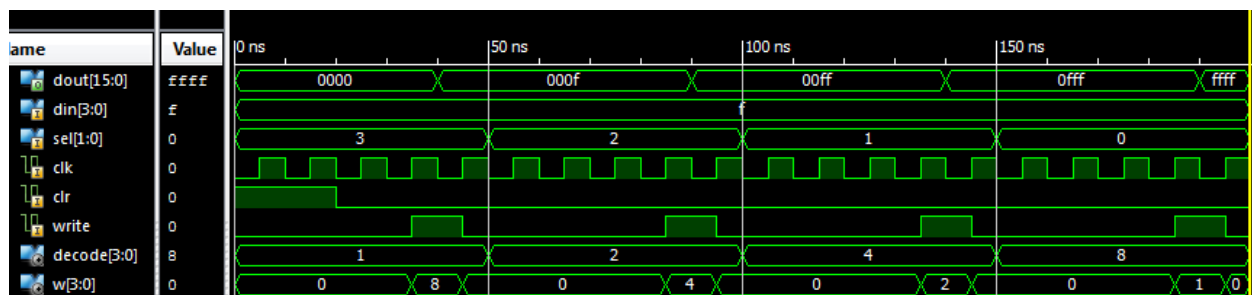 ame Value 0 ns 50 ns 100 ns 150 ns
dout[15:0] ffff 0000 000f 00ff 0fff ffff
din[3:0] f f
sel[1:0] 0 3 2 1 0
clk 0
clr 0
write 0
decode[3:0] 8 1 2 4 8
w[3:0] 0 0 8 0 4 0 2 0 1 0